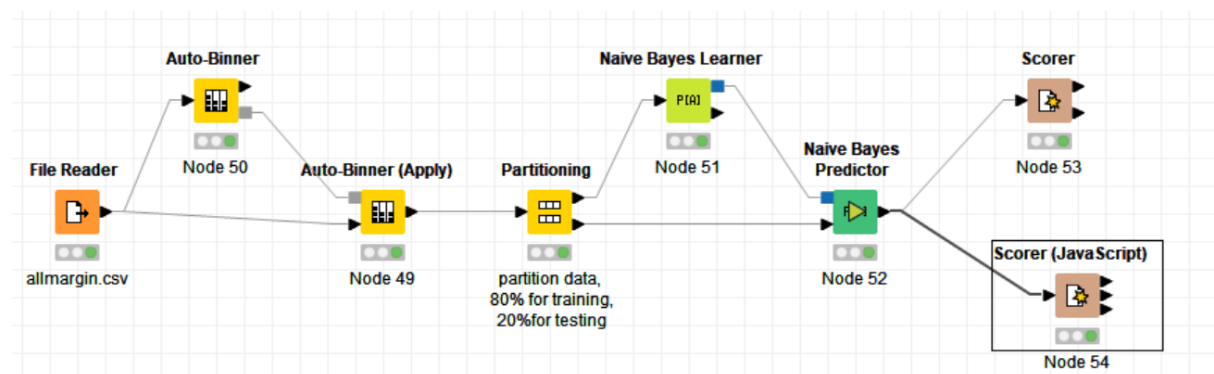 Auto-Binner
Node 50
File Reader
allmargin.csv
Auto-Binner (Apply)
Node 49
Partitioning
partition data,
80% for training,
20%for testing
Naive Bayes Learner
P[A]
Node 51
Naive Bayes
Predictor
Node 52
Scorer
Node 53
Scorer (JavaScript)
Node 54